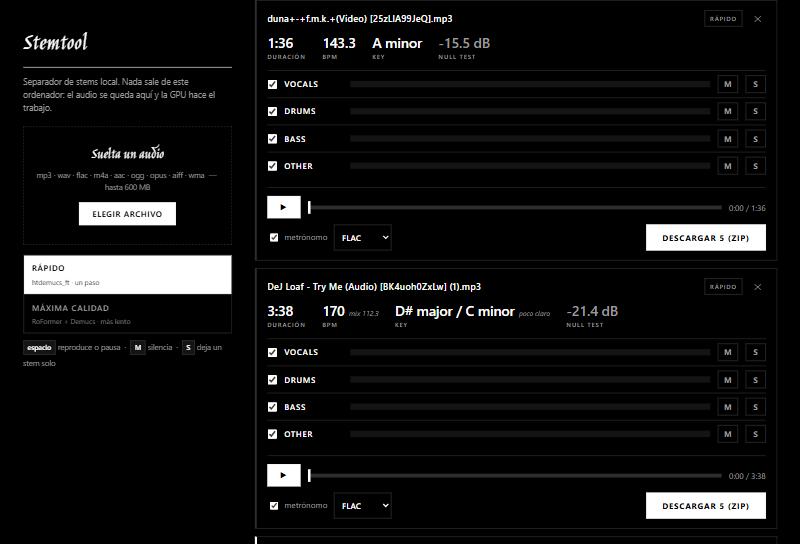 Stemtool
Separador de stems local. Nada sale de este
ordenador: el audio se queda aquí y la GPU hace el
trabajo.
Suelta un audio
mp3 · wav · flac · m4a · aac · ogg · opus · aiff · wma —
hasta 600 MB
ELEGIR ARCHIVO
RÁPIDO
htdemucs_ft · un paso
MÁXIMA CALIDAD
RoFormer + Demucs · más lento
espacio reproduce o pausa · M silencia · S deja un
stem solo
duna+-+f.m.k.+(Video) [25zLIA99JeQ].mp3
RÁPIDO ×
1:36 143.3 A minor -15.5 dB
DURACIÓN BPM KEY NULL TEST
VOCALS M S
DRUMS M S
BASS M S
OTHER M S
0:00 / 1:36
metrónomo FLAC DESCARGAR 5 (ZIP)
DeJ Loaf - Try Me (Audio) [BK4uoh0ZxLw] (1).mp3
RÁPIDO ×
3:38 170 mix 112.3 D# major / C minor poco claro -21.4 dB
DURACIÓN BPM KEY NULL TEST
VOCALS M S
DRUMS M S
BASS M S
OTHER M S
0:00 / 3:38
metrónomo FLAC DESCARGAR 5 (ZIP)